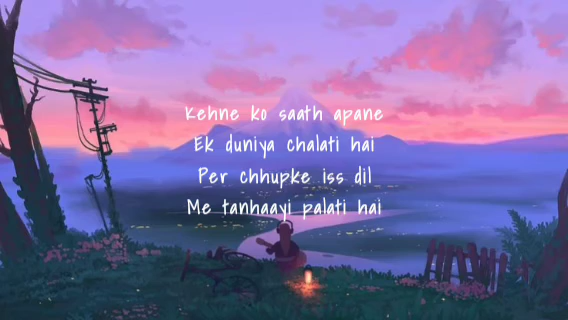 Kehne ko saath apane
Ek duniya chalati hai
Per chhupke iss dil
Me tanhaayi palati hai